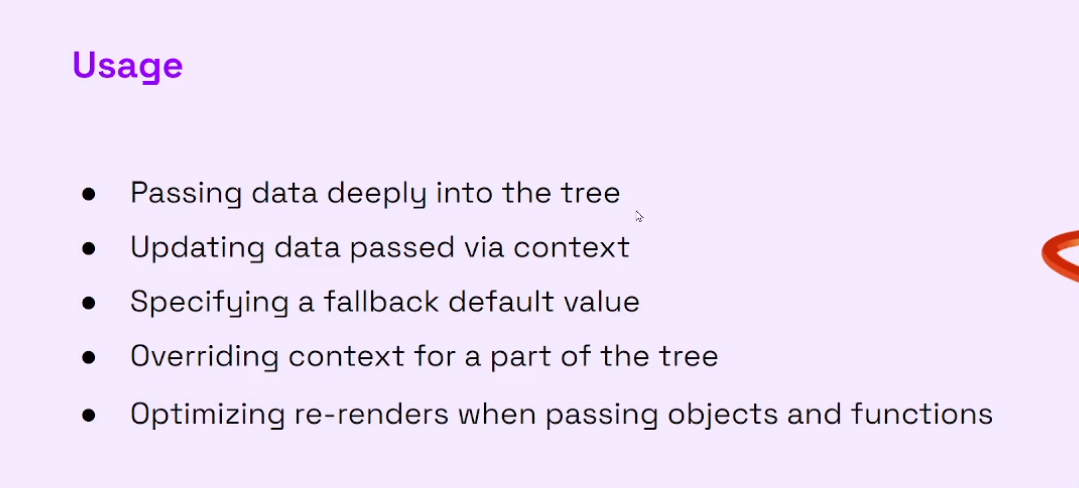 Usage
● Passing data deeply into the tree
● Updating data passed via context
● Specifying a fallback default value
● Overriding context for a part of the tree
● Optimizing re-renders when passing objects and functions